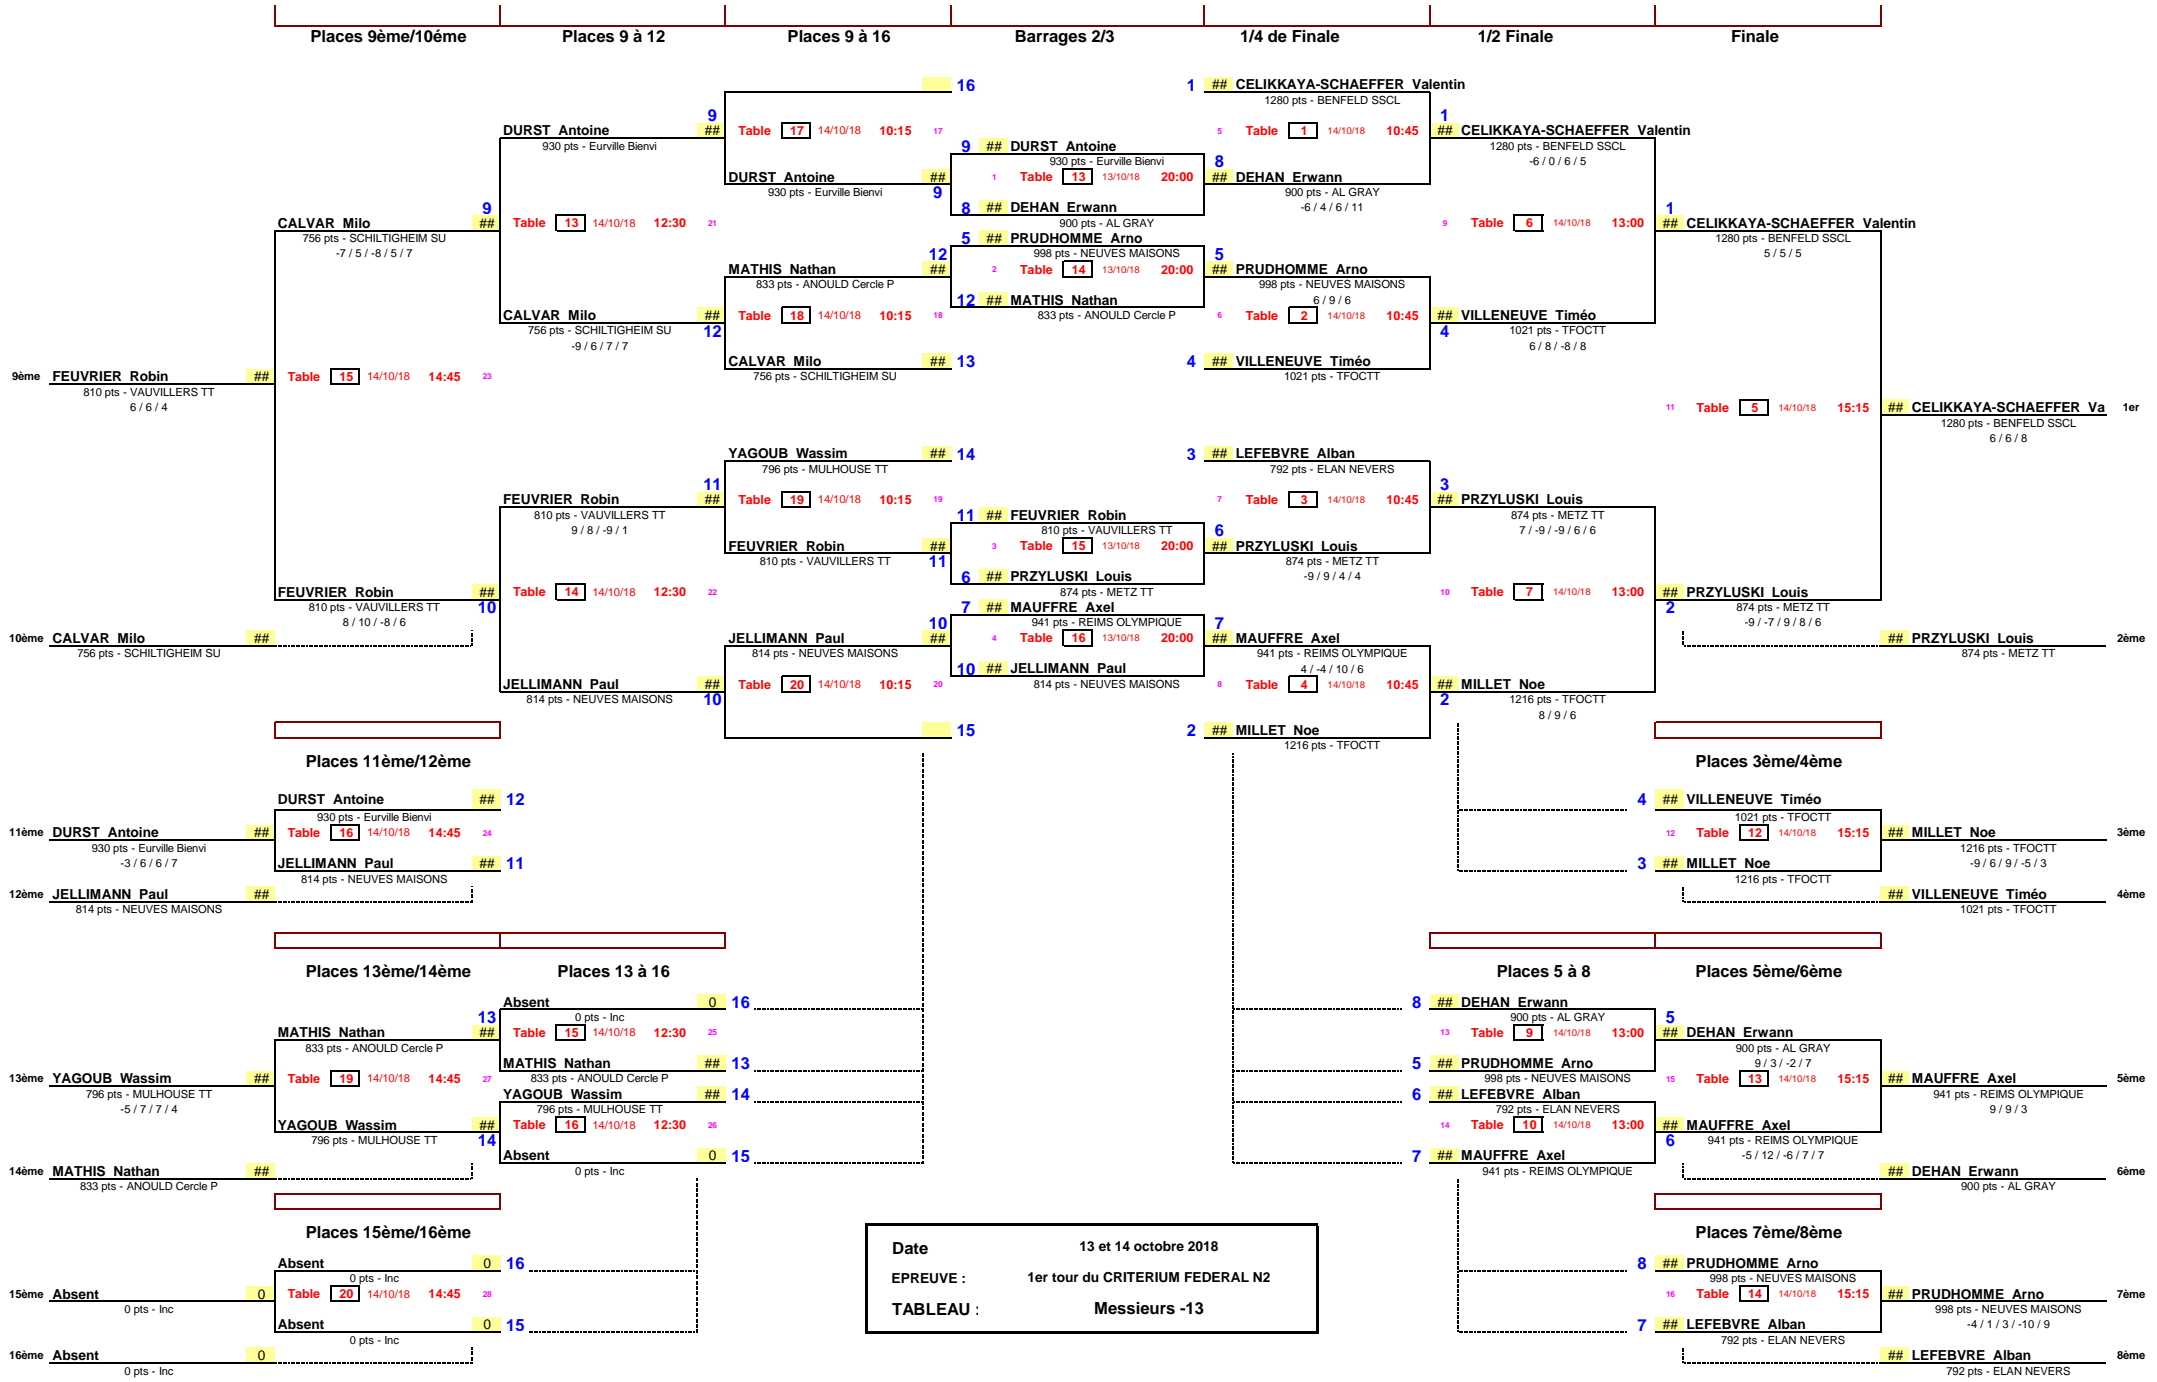 Places 9ème/10éme Places 9 à 12 Places 9 à 16 Barrages 2/3 1/4 de Finale 1/2 Finale Finale
16 1 ## CELIKKAYA-SCHAEFFER Valentin
1280 pts - BENFELD SSCL
9 1
DURST Antoine ## Table 17 14/10/18 10:15 17 5 Table 1 14/10/18 10:45 ## CELIKKAYA-SCHAEFFER Valentin
930 pts - Eurville Bienvi 9 ## DURST Antoine 1280 pts - BENFELD SSCL
930 pts - Eurville Bienvi 8 -6 / 0 / 6 / 5
DURST Antoine ## 1 Table 13 13/10/18 20:00 ## DEHAN Erwann
930 pts - Eurville Bienvi 9 900 pts - AL GRAY
9 8 ## DEHAN Erwann -6 / 4 / 6 / 11 1
CALVAR Milo ## Table 13 14/10/18 12:30 21 900 pts - AL GRAY 9 Table 6 14/10/18 13:00 ## CELIKKAYA-SCHAEFFER Valentin
756 pts - SCHILTIGHEIM SU 5 ## PRUDHOMME Arno 1280 pts - BENFELD SSCL
-7 / 5 / -8 / 5 / 7 12 998 pts - NEUVES MAISONS 5 5 / 5 / 5
MATHIS Nathan ## 2 Table 14 13/10/18 20:00 ## PRUDHOMME Arno
833 pts - ANOULD Cercle P 998 pts - NEUVES MAISONS
12 ## MATHIS Nathan 6 / 9 / 6
CALVAR Milo ## Table 18 14/10/18 10:15 18 833 pts - ANOULD Cercle P 6 Table 2 14/10/18 10:45 ## VILLENEUVE Timéo
756 pts - SCHILTIGHEIM SU 12 4 1021 pts - TFOCTT
-9 / 6 / 7 / 7 6 / 8 / -8 / 8
CALVAR Milo ## 13 4 ## VILLENEUVE Timéo
9ème FEUVRIER Robin ## Table 15 14/10/18 14:45 23 756 pts - SCHILTIGHEIM SU 1021 pts - TFOCTT
810 pts - VAUVILLERS TT
6 / 6 / 4 11 Table 5 14/10/18 15:15 ## CELIKKAYA-SCHAEFFER Va 1er
1280 pts - BENFELD SSCL
6 / 6 / 8
YAGOUB Wassim ## 14 3 ## LEFEBVRE Alban
796 pts - MULHOUSE TT 792 pts - ELAN NEVERS
11 3
FEUVRIER Robin ## Table 19 14/10/18 10:15 19 7 Table 3 14/10/18 10:45 ## PRZYLUSKI Louis
810 pts - VAUVILLERS TT 11 ## FEUVRIER Robin 874 pts - METZ TT
9 / 8 / -9 / 1 810 pts - VAUVILLERS TT 6 7 / -9 / -9 / 6 / 6
FEUVRIER Robin ## 3 Table 15 13/10/18 20:00 ## PRZYLUSKI Louis
810 pts - VAUVILLERS TT 11 874 pts - METZ TT
6 ## PRZYLUSKI Louis -9 / 9 / 4 / 4
FEUVRIER Robin ## Table 14 14/10/18 12:30 22 874 pts - METZ TT 10 Table 7 14/10/18 13:00 ## PRZYLUSKI Louis
810 pts - VAUVILLERS TT 10 7 ## MAUFFRE Axel 2 874 pts - METZ TT
8 / 10 / -8 / 6 10 941 pts - REIMS OLYMPIQUE 7 -9 / -7 / 9 / 8 / 6
10ème CALVAR Milo ## JELLIMANN Paul ## 4 Table 16 13/10/18 20:00 ## MAUFFRE Axel ## PRZYLUSKI Louis 2ème
756 pts - SCHILTIGHEIM SU 814 pts - NEUVES MAISONS 941 pts - REIMS OLYMPIQUE 874 pts - METZ TT
10 ## JELLIMANN Paul 4 / -4 / 10 / 6
JELLIMANN Paul ## Table 20 14/10/18 10:15 20 814 pts - NEUVES MAISONS 8 Table 4 14/10/18 10:45 ## MILLET Noe
814 pts - NEUVES MAISONS 10 2 1216 pts - TFOCTT
8 / 9 / 6
15 2 ## MILLET Noe
1216 pts - TFOCTT
Places 11ème/12ème Places 3ème/4ème
DURST Antoine ## 12 4 ## VILLENEUVE Timéo
930 pts - Eurville Bienvi 1021 pts - TFOCTT
11ème DURST Antoine ## Table 16 14/10/18 14:45 24 12 Table 12 14/10/18 15:15 ## MILLET Noe 3ème
930 pts - Eurville Bienvi 1216 pts - TFOCTT
-3 / 6 / 6 / 7 JELLIMANN Paul ## 11 3 ## MILLET Noe -9 / 6 / 9 / -5 / 3
814 pts - NEUVES MAISONS 1216 pts - TFOCTT
12ème JELLIMANN Paul ## ## VILLENEUVE Timéo 4ème
814 pts - NEUVES MAISONS 1021 pts - TFOCTT
Places 13ème/14ème Places 13 à 16 Places 5 à 8 Places 5ème/6ème
Absent 0 16 8 ## DEHAN Erwann
13 0 pts - Inc 900 pts - AL GRAY 5
MATHIS Nathan ## Table 15 14/10/18 12:30 25 13 Table 9 14/10/18 13:00 ## DEHAN Erwann
833 pts - ANOULD Cercle P 900 pts - AL GRAY
MATHIS Nathan ## 13 5 ## PRUDHOMME Arno 9 / 3 / -2 / 7
13ème YAGOUB Wassim ## Table 19 14/10/18 14:45 27 833 pts - ANOULD Cercle P 998 pts - NEUVES MAISONS 15 Table 13 14/10/18 15:15 ## MAUFFRE Axel 5ème
796 pts - MULHOUSE TT YAGOUB Wassim ## 14 6 ## LEFEBVRE Alban 941 pts - REIMS OLYMPIQUE
-5 / 7 / 7 / 4 796 pts - MULHOUSE TT 792 pts - ELAN NEVERS 9 / 9 / 3
YAGOUB Wassim ## Table 16 14/10/18 12:30 26 14 Table 10 14/10/18 13:00 ## MAUFFRE Axel
796 pts - MULHOUSE TT 14 6 941 pts - REIMS OLYMPIQUE
Absent 0 15 7 ## MAUFFRE Axel -5 / 12 / -6 / 7 / 7
14ème MATHIS Nathan ## 0 pts - Inc 941 pts - REIMS OLYMPIQUE ## DEHAN Erwann 6ème
833 pts - ANOULD Cercle P 900 pts - AL GRAY
Places 15ème/16ème Places 7ème/8ème
Date 13 et 14 octobre 2018
Absent 0 16 8 ## PRUDHOMME Arno
0 pts - Inc EPREUVE : 1er tour du CRITERIUM FEDERAL N2 998 pts - NEUVES MAISONS
15ème Absent 0 Table 20 14/10/18 14:45 28 16 Table 14 14/10/18 15:15 ## PRUDHOMME Arno 7ème
0 pts - Inc TABLEAU : Messieurs -13 998 pts - NEUVES MAISONS
Absent 0 15 7 ## LEFEBVRE Alban -4 / 1 / 3 / -10 / 9
0 pts - Inc 792 pts - ELAN NEVERS
16ème Absent 0 ## LEFEBVRE Alban 8ème
0 pts - Inc 792 pts - ELAN NEVERS